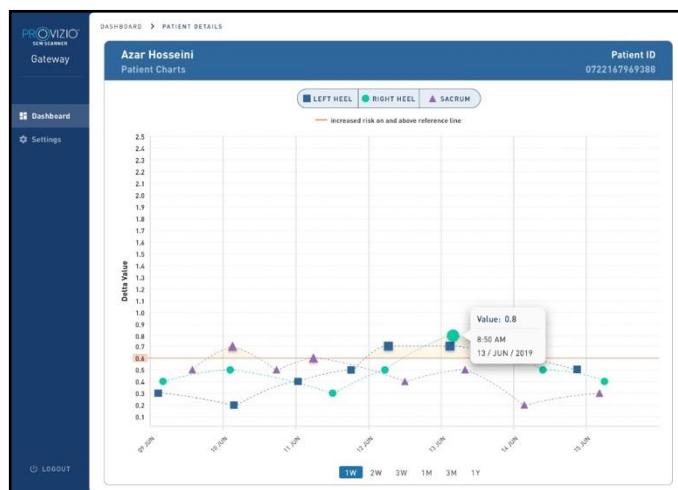 PROVIZIO
SEM SCANNER
Gateway
Dashboard
Settings
LOGOUT
DASHBOARD > PATIENT DETAILS
Azar Hosseini
Patient Charts
Patient ID
0722167969388
LEFT HEEL
RIGHT HEEL
SACRUM
increased risk on and above reference line
Delta Value
2.5
2.4
2.3
2.2
2.1
2.0
1.9
1.8
1.7
1.6
1.5
1.4
1.3
1.2
1.1
1.0
0.9
0.8
0.7
0.6
0.5
0.4
0.3
0.2
0.1
Value: 0.8
8:50 AM
13 / JUN / 2019
09 JUN
10 JUN
11 JUN
12 JUN
13 JUN
14 JUN
15 JUN
1W 2W 3W 1M 3M 1Y